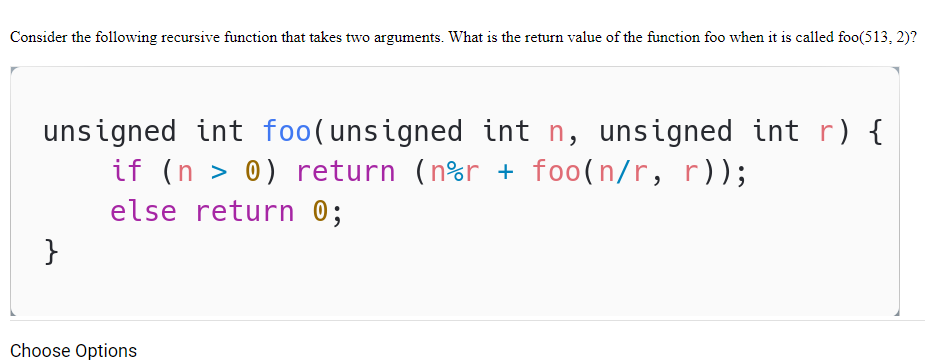 Consider the following recursive function that takes two arguments. What is the return value of the function foo when it is called foo(513, 2)?
unsigned int foo(unsigned int n, unsigned int r) {
    if (n > 0) return (n%r + foo(n/r, r));
    else return 0;
}
Choose Options